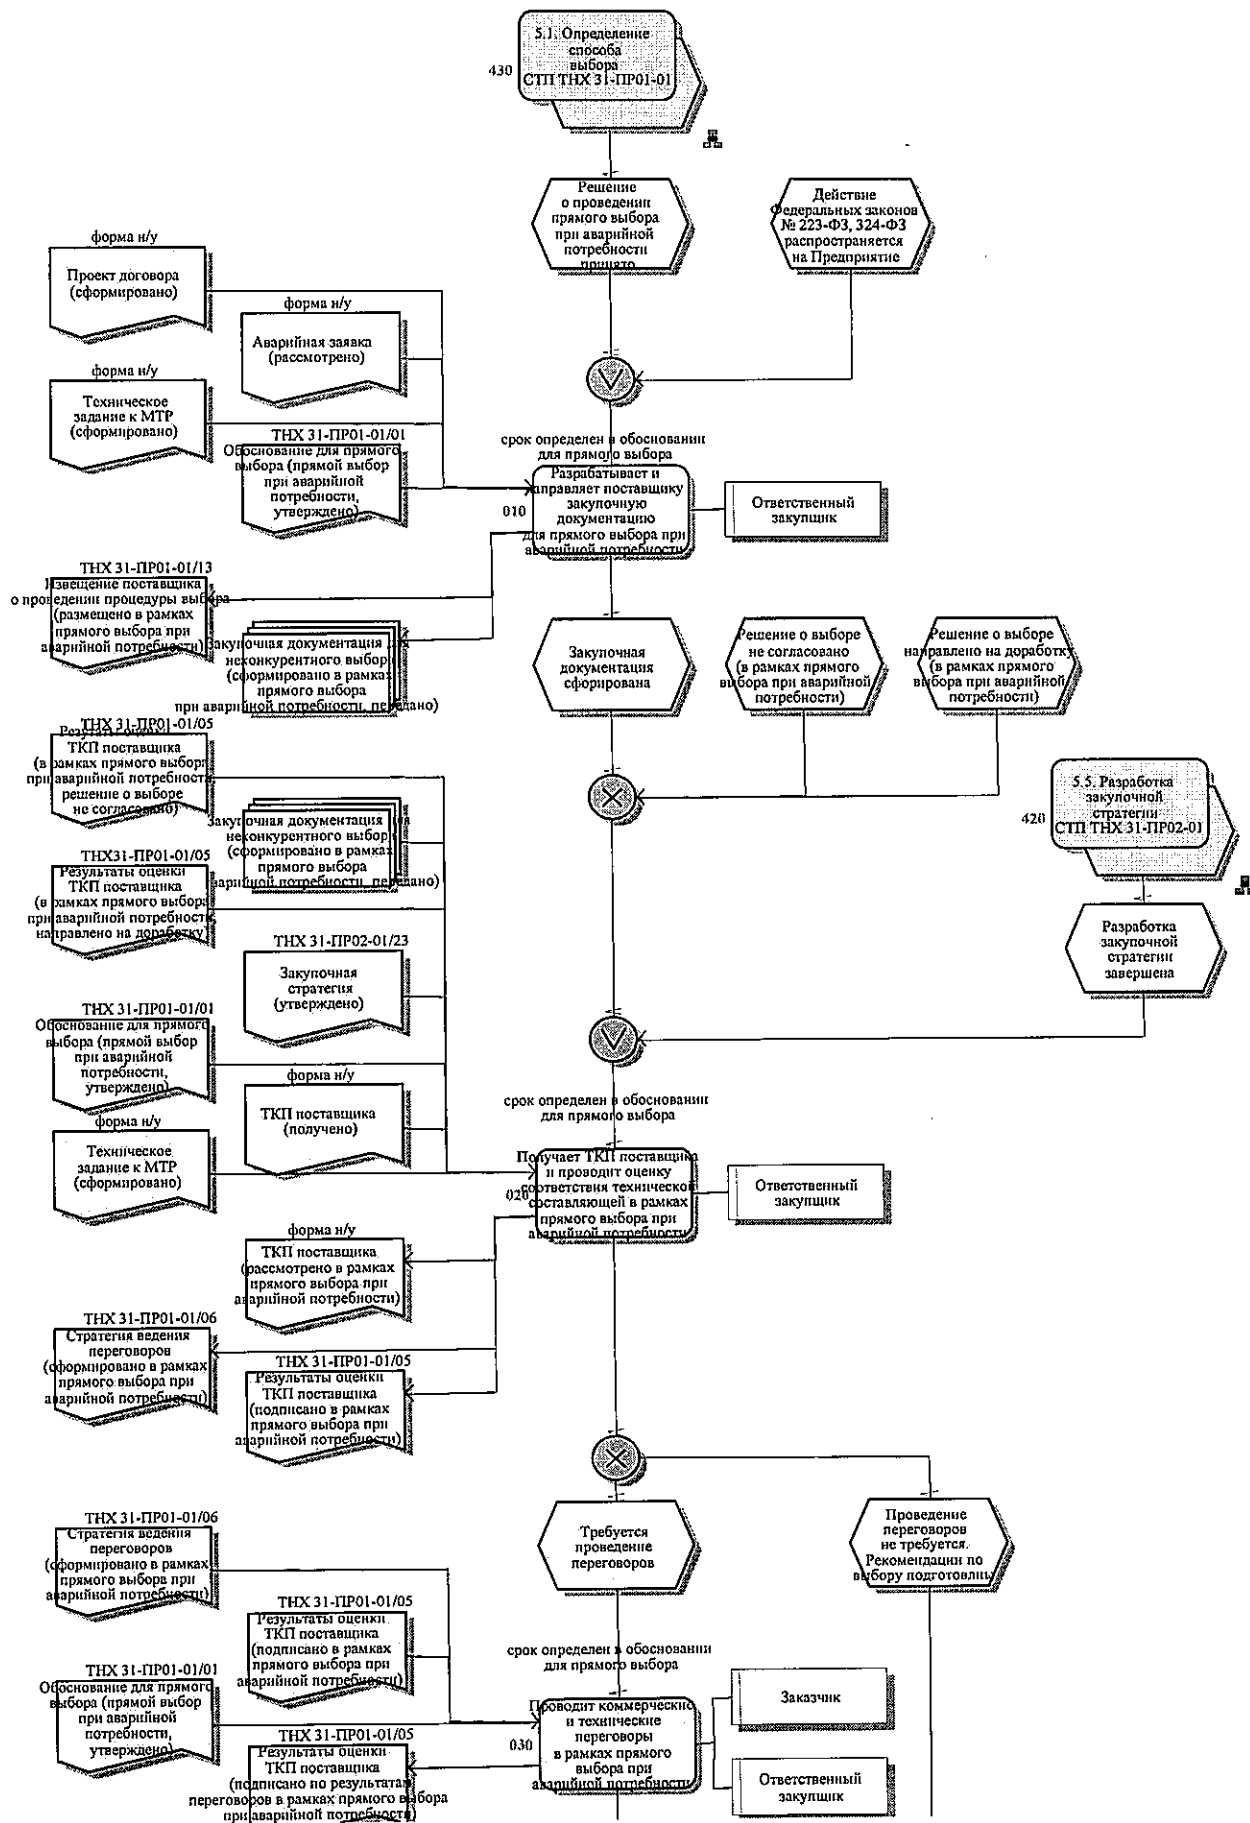 5.1. Определение
способа
выбора
СТП ТНХ 31-ПР01-01
430
Решение
о проведении
прямого выбора
при аварийной
потребности
принято
Действие
Федеральных законов
№ 223-ФЗ, 324-ФЗ
распространяется
на Предприятие
форма н/у
Проект договора
(сформировано)
форма н/у
Аварийная заявка
(рассмотрено)
форма н/у
Техническое
задание к МТР
(сформировано)
ТНХ 31-ПР01-01/01
Обоснование для прямого
выбора (прямой выбор
при аварийной
потребности,
утверждено)
срок определен в обосновании
для прямого выбора
Разрабатывает и
направляет поставщику
закупочную
документацию
для прямого выбора при
аварийной потребности
010
Ответственный
закупщик
ТНХ 31-ПР01-01/13
Извещение поставщика
о проведении процедуры выбора
(размещено в рамках
прямого выбора при
аварийной потребности)
Закупочная документация для
неконкурентного выбора
(сформировано в рамках
прямого выбора
при аварийной потребности, передано)
Закупочная
документация
сфорирована
Решение о выборе
не согласовано
(в рамках прямого
выбора при аварийной
потребности)
Решение о выборе
направлено на доработку
(в рамках прямого
выбора при аварийной
потребности)
ТНХ 31-ПР01-01/05
Результаты оценки
ТКП поставщика
(в рамках прямого выбора
при аварийной потребности,
решение о выборе
не согласовано)
Закупочная документация для
неконкурентного выбора
(сформировано в рамках
прямого выбора
аварийной потребности, передано)
5.5. Разработка
закупочной
стратегии
СТП ТНХ 31-ПР02-01
420
ТНХ31-ПР01-01/05
Результаты оценки
ТКП поставщика
(в рамках прямого выбора
при аварийной потребности,
направлено на доработку)
Разработка
закупочной
стратегии
завершена
ТНХ 31-ПР02-01/23
Закупочная
стратегия
(утверждено)
ТНХ 31-ПР01-01/01
Обоснование для прямого
выбора (прямой выбор
при аварийной
потребности,
утверждено)
форма н/у
ТКП поставщика
(получено)
форма н/у
Техническое
задание к МТР
(сформировано)
срок определен в обосновании
для прямого выбора
Получает ТКП поставщика
и проводит оценку
соответствия технической
составляющей в рамках
прямого выбора при
аварийной потребности
020
Ответственный
закупщик
форма н/у
ТКП поставщика
(рассмотрено в рамках
прямого выбора при
аварийной потребности)
ТНХ 31-ПР01-01/06
Стратегия ведения
переговоров
(сформировано в рамках
прямого выбора при
аварийной потребности)
ТНХ 31-ПР01-01/05
Результаты оценки
ТКП поставщика
(подписано в рамках
прямого выбора при
аварийной потребности)
Требуется
проведение
переговоров
Проведение
переговоров
не требуется.
Рекомендации по
выбору подготовлены
ТНХ 31-ПР01-01/06
Стратегия ведения
переговоров
(сформировано в рамках
прямого выбора при
аварийной потребности)
ТНХ 31-ПР01-01/05
Результаты оценки
ТКП поставщика
(подписано в рамках
прямого выбора при
аварийной потребности)
ТНХ 31-ПР01-01/01
Обоснование для прямого
выбора (прямой выбор
при аварийной
потребности,
утверждено)
срок определен в обосновании
для прямого выбора
Проводит коммерческие
и технические
переговоры
в рамках прямого
выбора при
аварийной потребности
030
Заказчик
Ответственный
закупщик
ТНХ 31-ПР01-01/05
Результаты оценки
ТКП поставщика
(подписано по результатам
переговоров в рамках прямого выбора
при аварийной потребности)